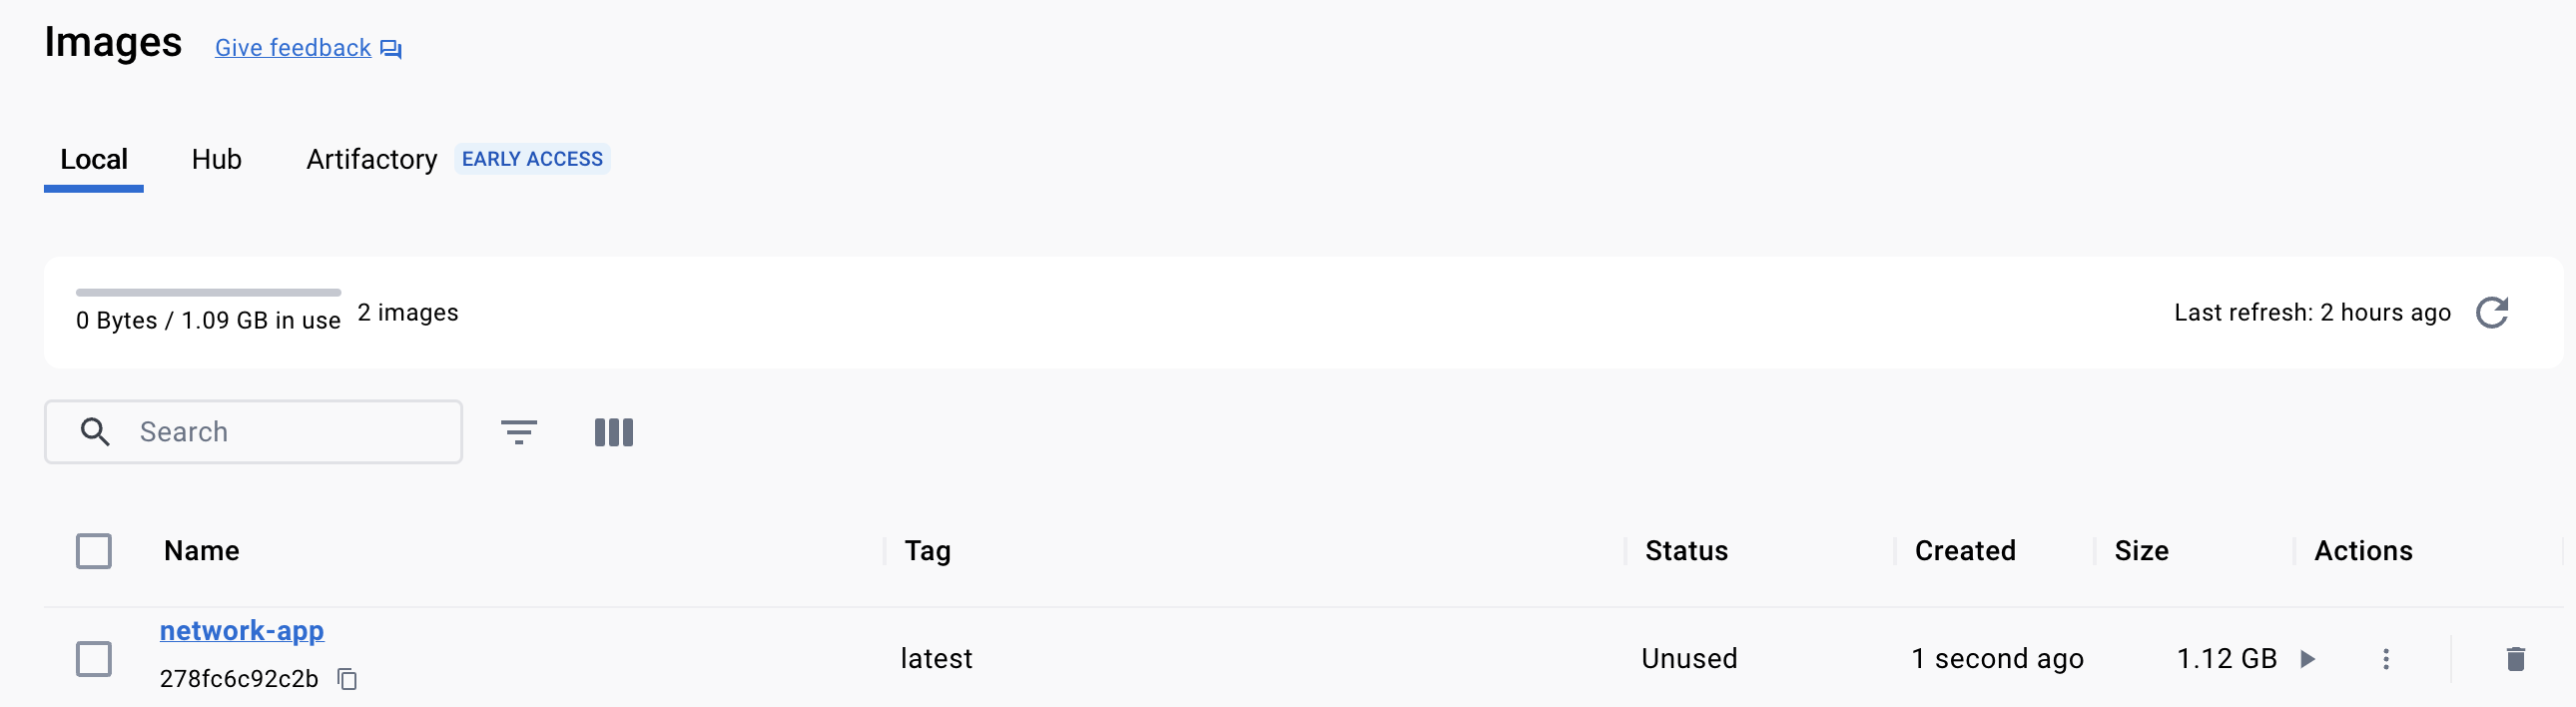 Images Give feedback
Local Hub Artifactory EARLY ACCESS
0 Bytes / 1.09 GB in use 2 images Last refresh: 2 hours ago
Search
Name Tag Status Created Size Actions
network-app
latest Unused 1 second ago 1.12 GB
278fc6c92c2b